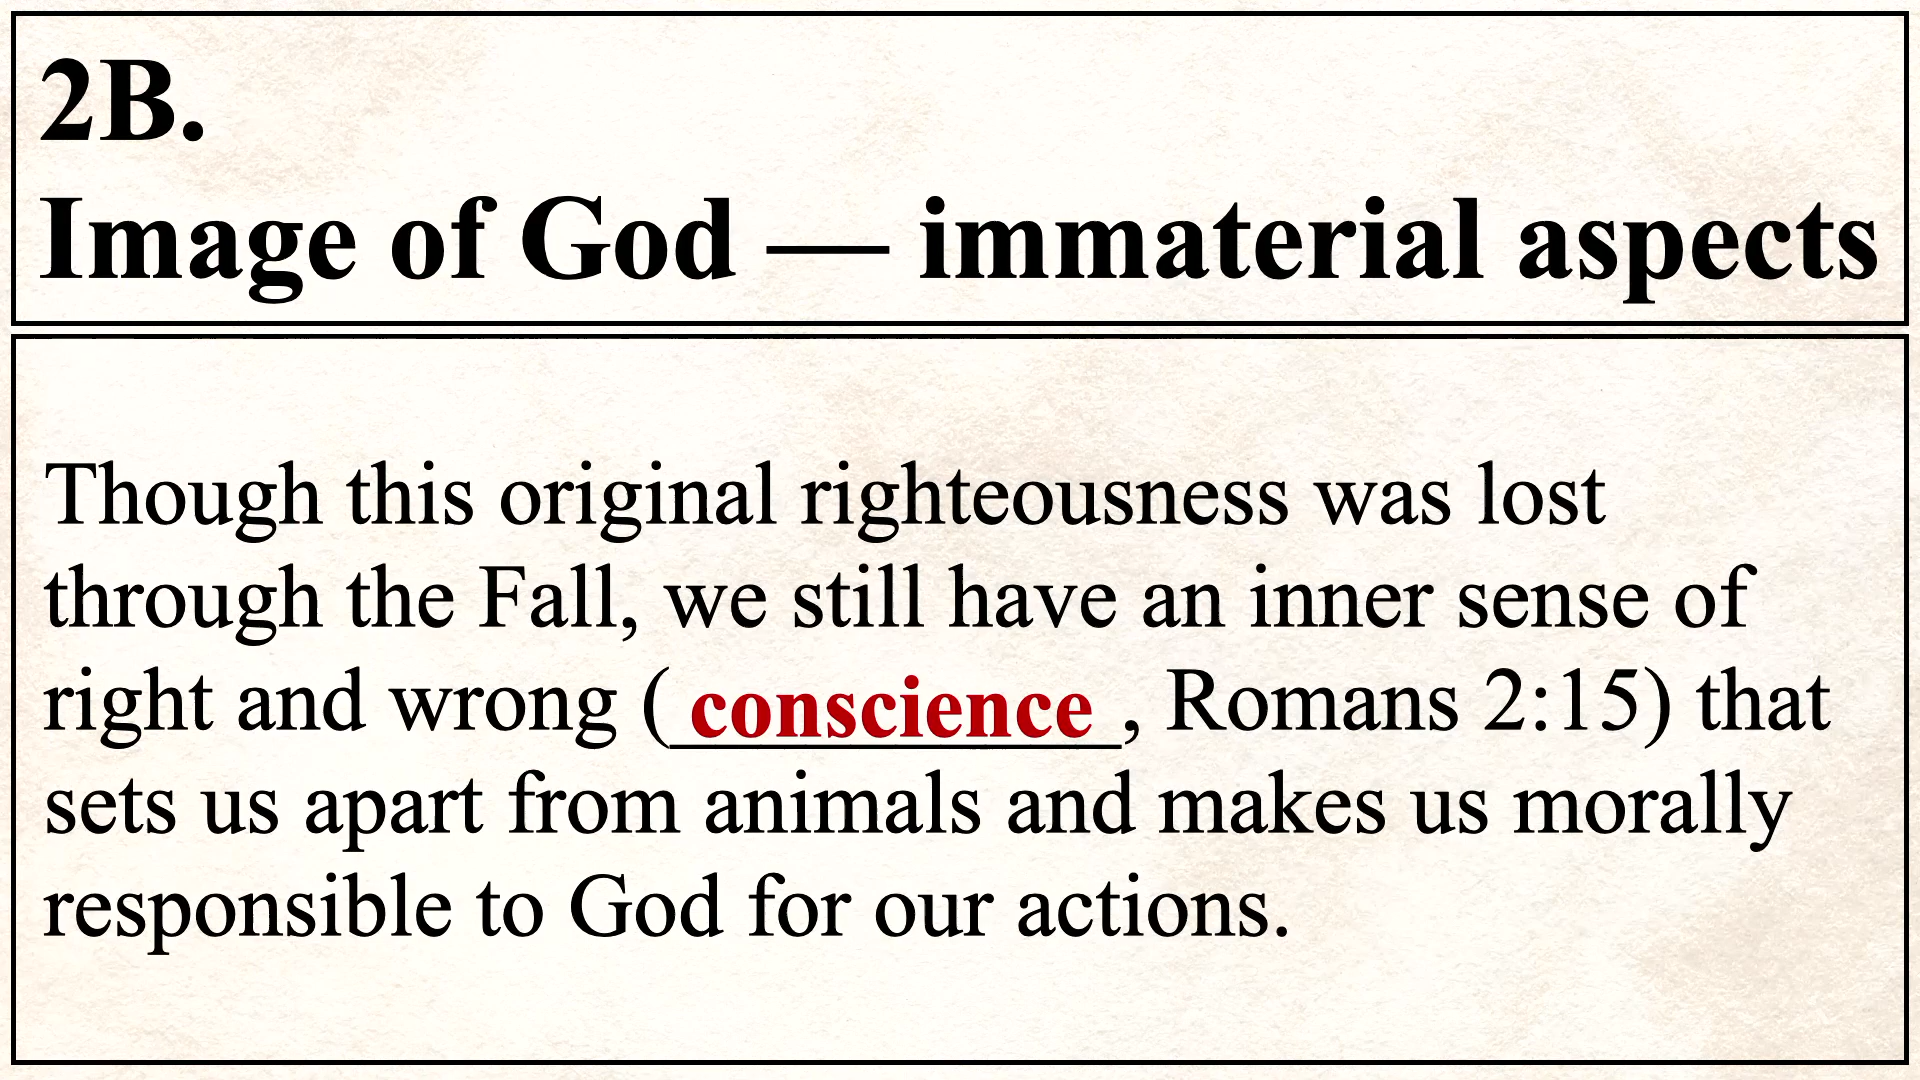 2B.
Image of God — immaterial aspects
Though this original righteousness was lost
through the Fall, we still have an inner sense of
right and wrong (conscience, Romans 2:15) that
sets us apart from animals and makes us morally
responsible to God for our actions.